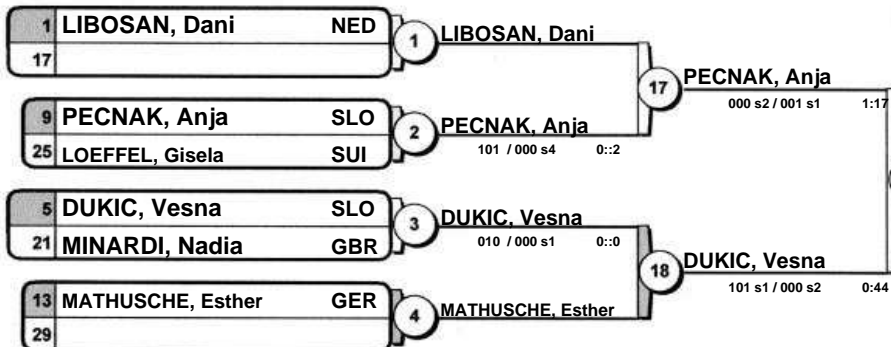 1 LIBOSAN, Dani NED
17
1
LIBOSAN, Dani
9 PECNAK, Anja SLO
25 LOEFFEL, Gisela SUI
2
PECNAK, Anja
101 / 000 s4 0::2
17
PECNAK, Anja
000 s2 / 001 s1 1:17
5 DUKIC, Vesna SLO
21 MINARDI, Nadia GBR
3
DUKIC, Vesna
010 / 000 s1 0::0
13 MATHUSCHE, Esther GER
29
4
MATHUSCHE, Esther
18
DUKIC, Vesna
101 s1 / 000 s2 0:44